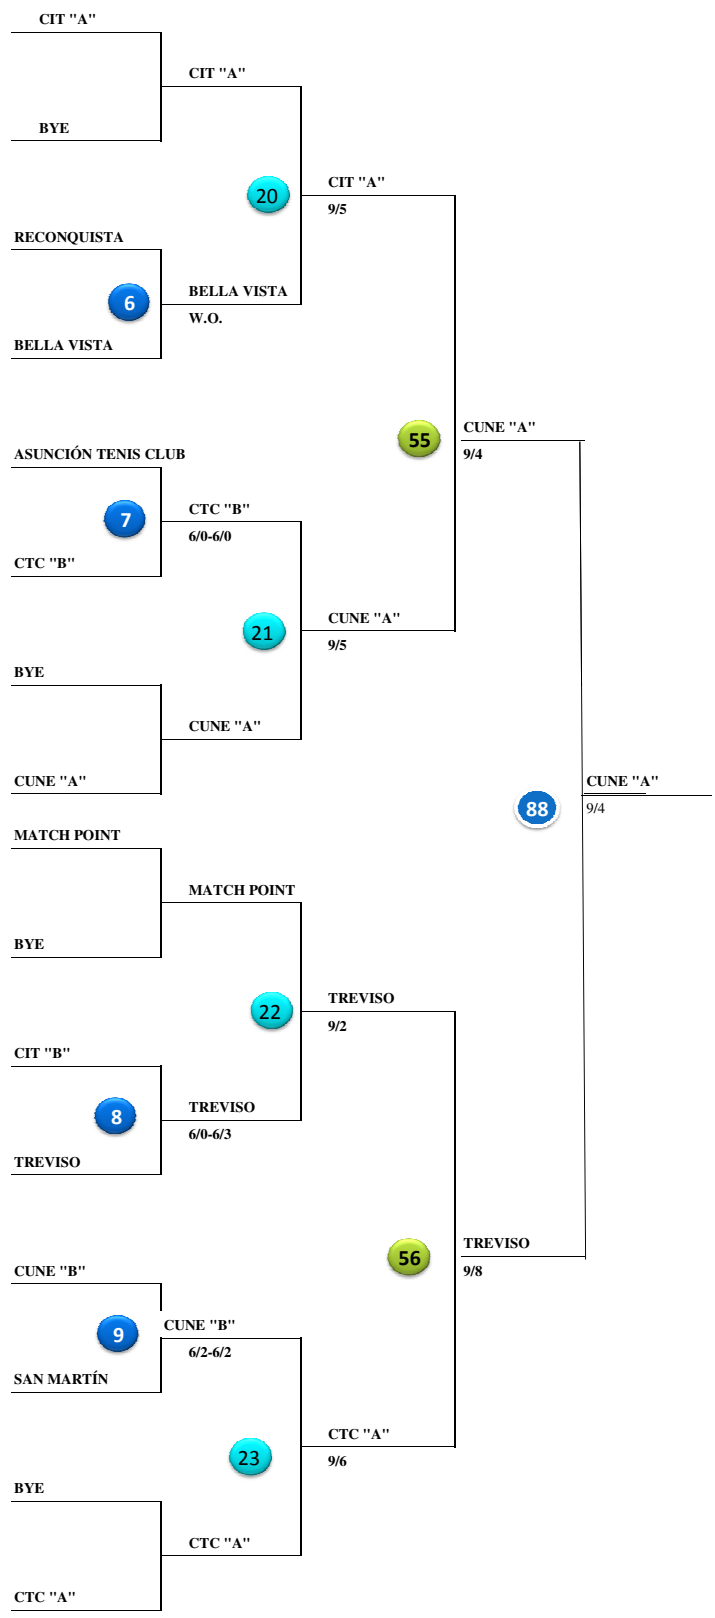 CIT "A"
CIT "A"
BYE
20
CIT "A"
9/5
RECONQUISTA
6
BELLA VISTA
W.O.
BELLA VISTA
55
CUNE "A"
9/4
ASUNCIÓN TENIS CLUB
7
CTC "B"
6/0-6/0
CTC "B"
21
CUNE "A"
9/5
BYE
CUNE "A"
CUNE "A"
88
CUNE "A"
9/4
MATCH POINT
MATCH POINT
BYE
22
TREVISO
9/2
CIT "B"
8
TREVISO
6/0-6/3
TREVISO
56
TREVISO
9/8
CUNE "B"
9
CUNE "B"
6/2-6/2
SAN MARTÍN
23
CTC "A"
9/6
BYE
CTC "A"
CTC "A"